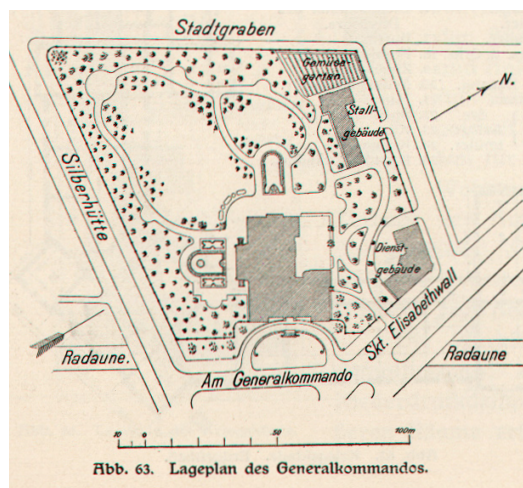 Stadtgraben
Gemüse-
garten
N.
Stall-
gebäude
Silberhütte
Dienst-
gebäude
Skt. Elisabethwall
Radaune.
Radaune
Am Generalkommando
10 0 50 100m
Abb. 63. Lageplan des Generalkommandos.